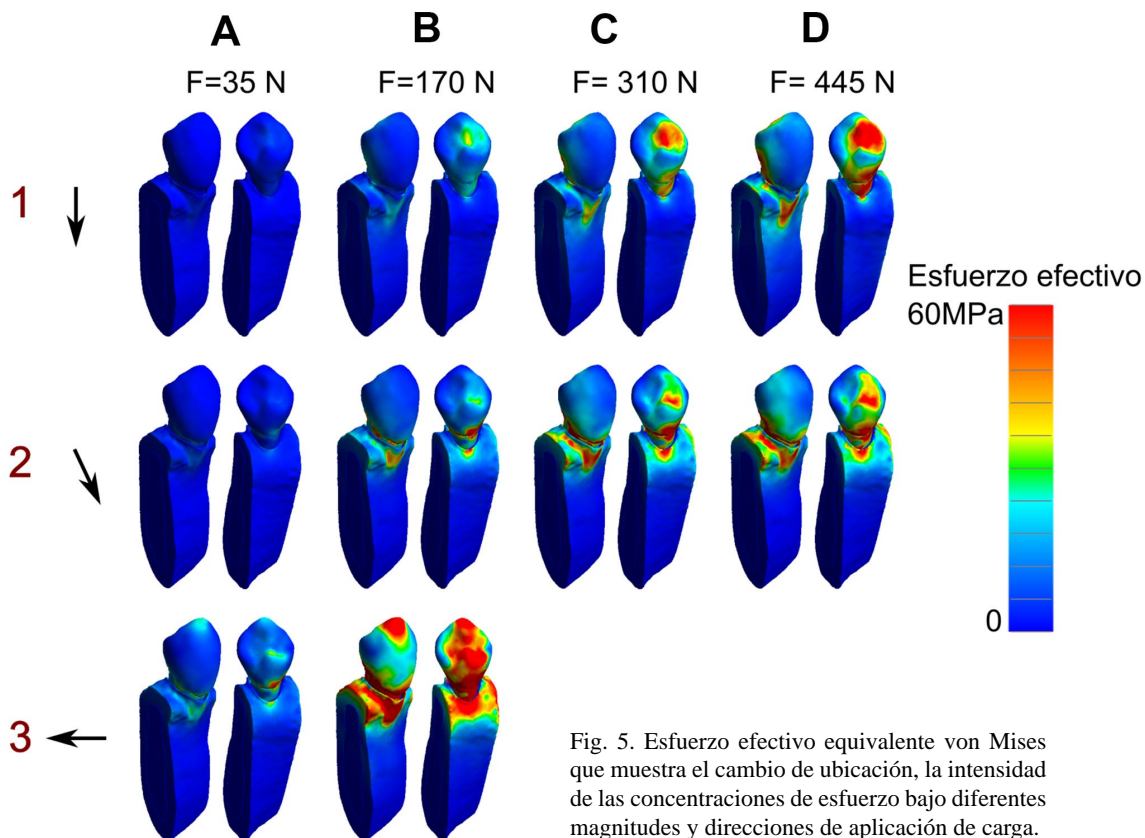 A B C D
F=35 N F=170 N F= 310 N F= 445 N
1
Esfuerzo efectivo
60MPa
2
0
3
Fig. 5. Esfuerzo efectivo equivalente von Mises
que muestra el cambio de ubicación, la intensidad
de las concentraciones de esfuerzo bajo diferentes
magnitudes y direcciones de aplicación de carga.